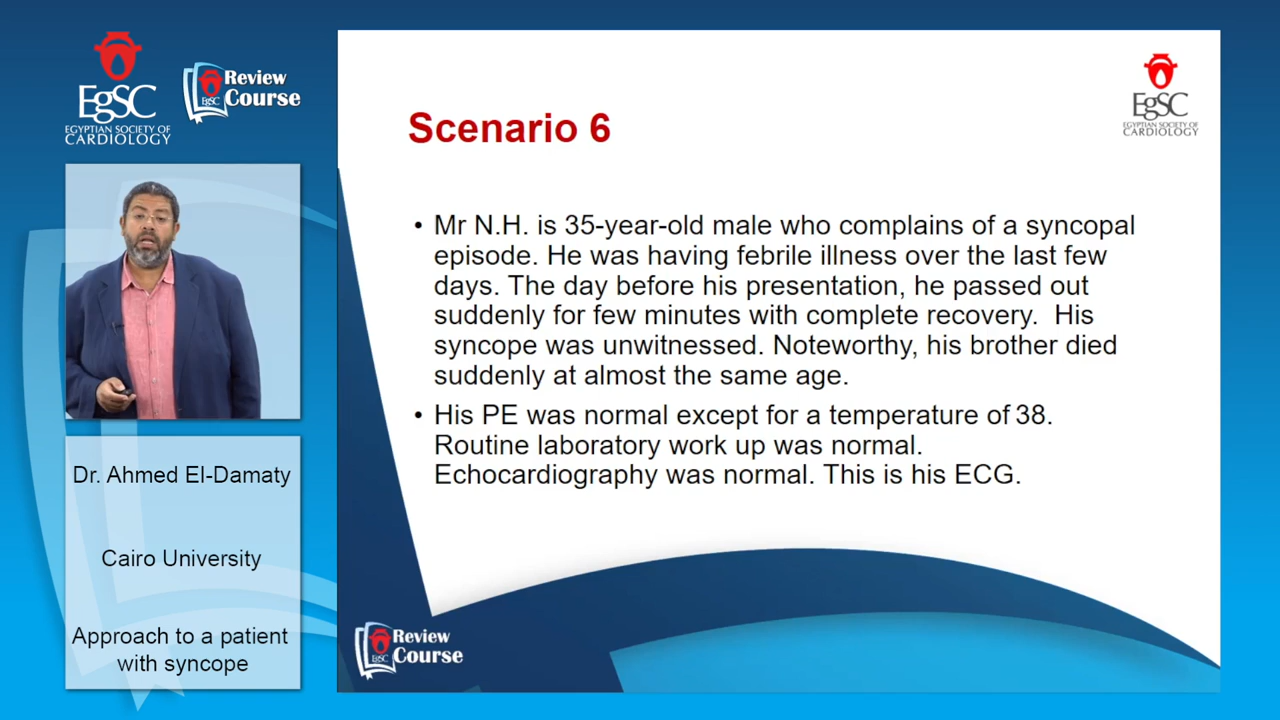 EgSC
EGYPTIAN SOCIETY OF
CARDIOLOGY
EgSC
Review
Course
EgSC
EGYPTIAN SOCIETY OF
CARDIOLOGY
Scenario 6
• Mr N.H. is 35-year-old male who complains of a syncopal
episode. He was having febrile illness over the last few
days. The day before his presentation, he passed out
suddenly for few minutes with complete recovery. His
syncope was unwitnessed. Noteworthy, his brother died
suddenly at almost the same age.
• His PE was normal except for a temperature of 38.
Routine laboratory work up was normal.
Echocardiography was normal. This is his ECG.
Dr. Ahmed El-Damaty
Cairo University
Approach to a patient
with syncope
EgSC
Review
Course